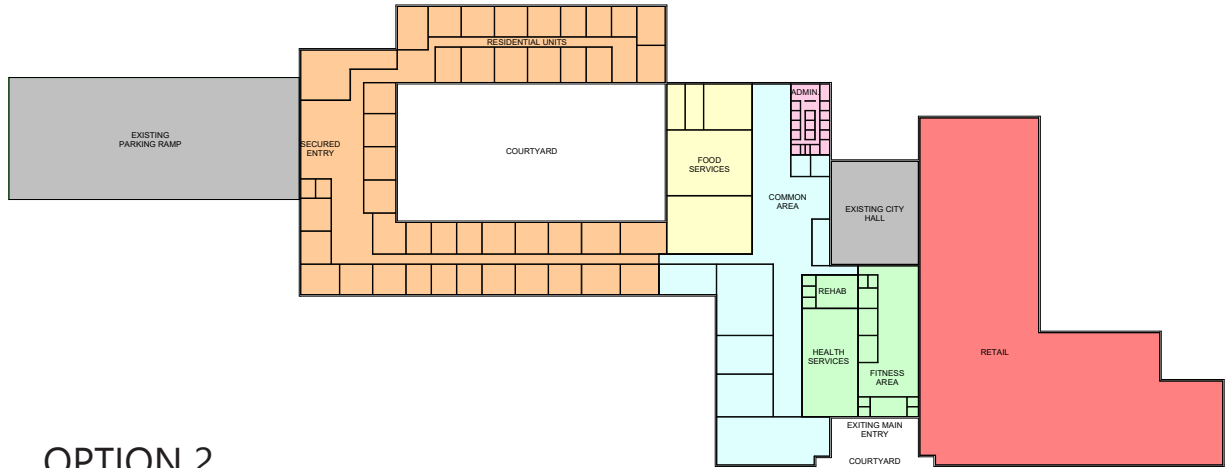 RESIDENTIAL UNITS
ADMIN.
EXISTING
PARKING RAMP
SECURED
ENTRY
COURTYARD
FOOD
SERVICES
COMMON
AREA
EXISTING CITY
HALL
REHAB
HEALTH
SERVICES
FITNESS
AREA
RETAIL
EXITING MAIN
ENTRY
COURTYARD
OPTION 2